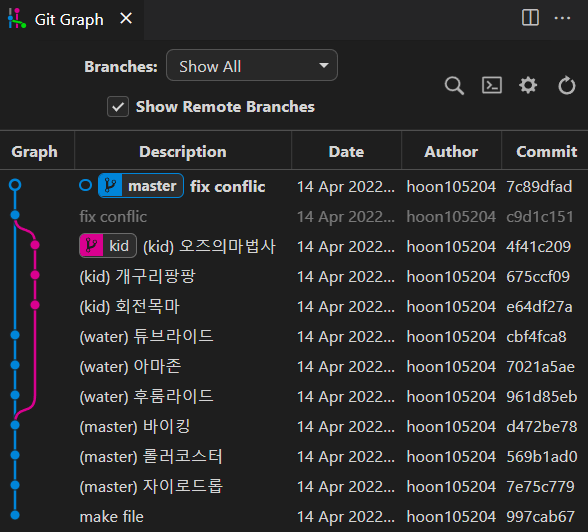 Git Graph
Branches: Show All
Show Remote Branches
Graph Description Date Author Commit
master fix conflic 14 Apr 2022... hoon105204 7c89dfad
fix conflic 14 Apr 2022... hoon105204 c9d1c151
kid (kid) 오즈의마법사 14 Apr 2022... hoon105204 4f41c209
(kid) 개구리팡팡 14 Apr 2022... hoon105204 675ccf09
(kid) 회전목마 14 Apr 2022... hoon105204 e64df27a
(water) 튜브라이드 14 Apr 2022... hoon105204 cbf4fca8
(water) 아마존 14 Apr 2022... hoon105204 7021a5ae
(water) 후룸라이드 14 Apr 2022... hoon105204 961d85eb
(master) 바이킹 14 Apr 2022... hoon105204 d472be78
(master) 롤러코스터 14 Apr 2022... hoon105204 569b1ad0
(master) 자이로드롭 14 Apr 2022... hoon105204 7e75c779
make file 14 Apr 2022... hoon105204 997cab67